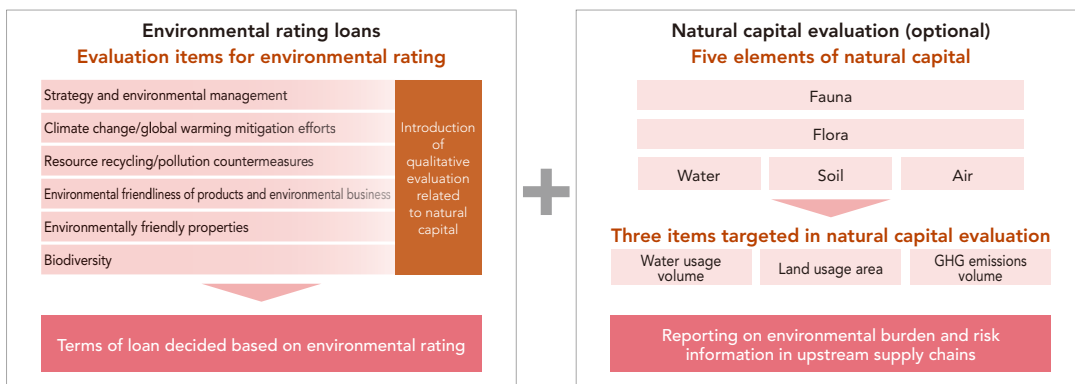 Environmental rating loans
Evaluation items for environmental rating
Strategy and environmental management
Climate change/global warming mitigation efforts
Resource recycling/pollution countermeasures
Environmental friendliness of products and environmental business
Environmentally friendly properties
Biodiversity
Introduction
of
qualitative
evaluation
related
to natural
capital
Terms of loan decided based on environmental rating
+
Natural capital evaluation (optional)
Five elements of natural capital
Fauna
Flora
Water
Soil
Air
Three items targeted in natural capital evaluation
Water usage
volume
Land usage area
GHG emissions
volume
Reporting on environmental burden and risk
information in upstream supply chains